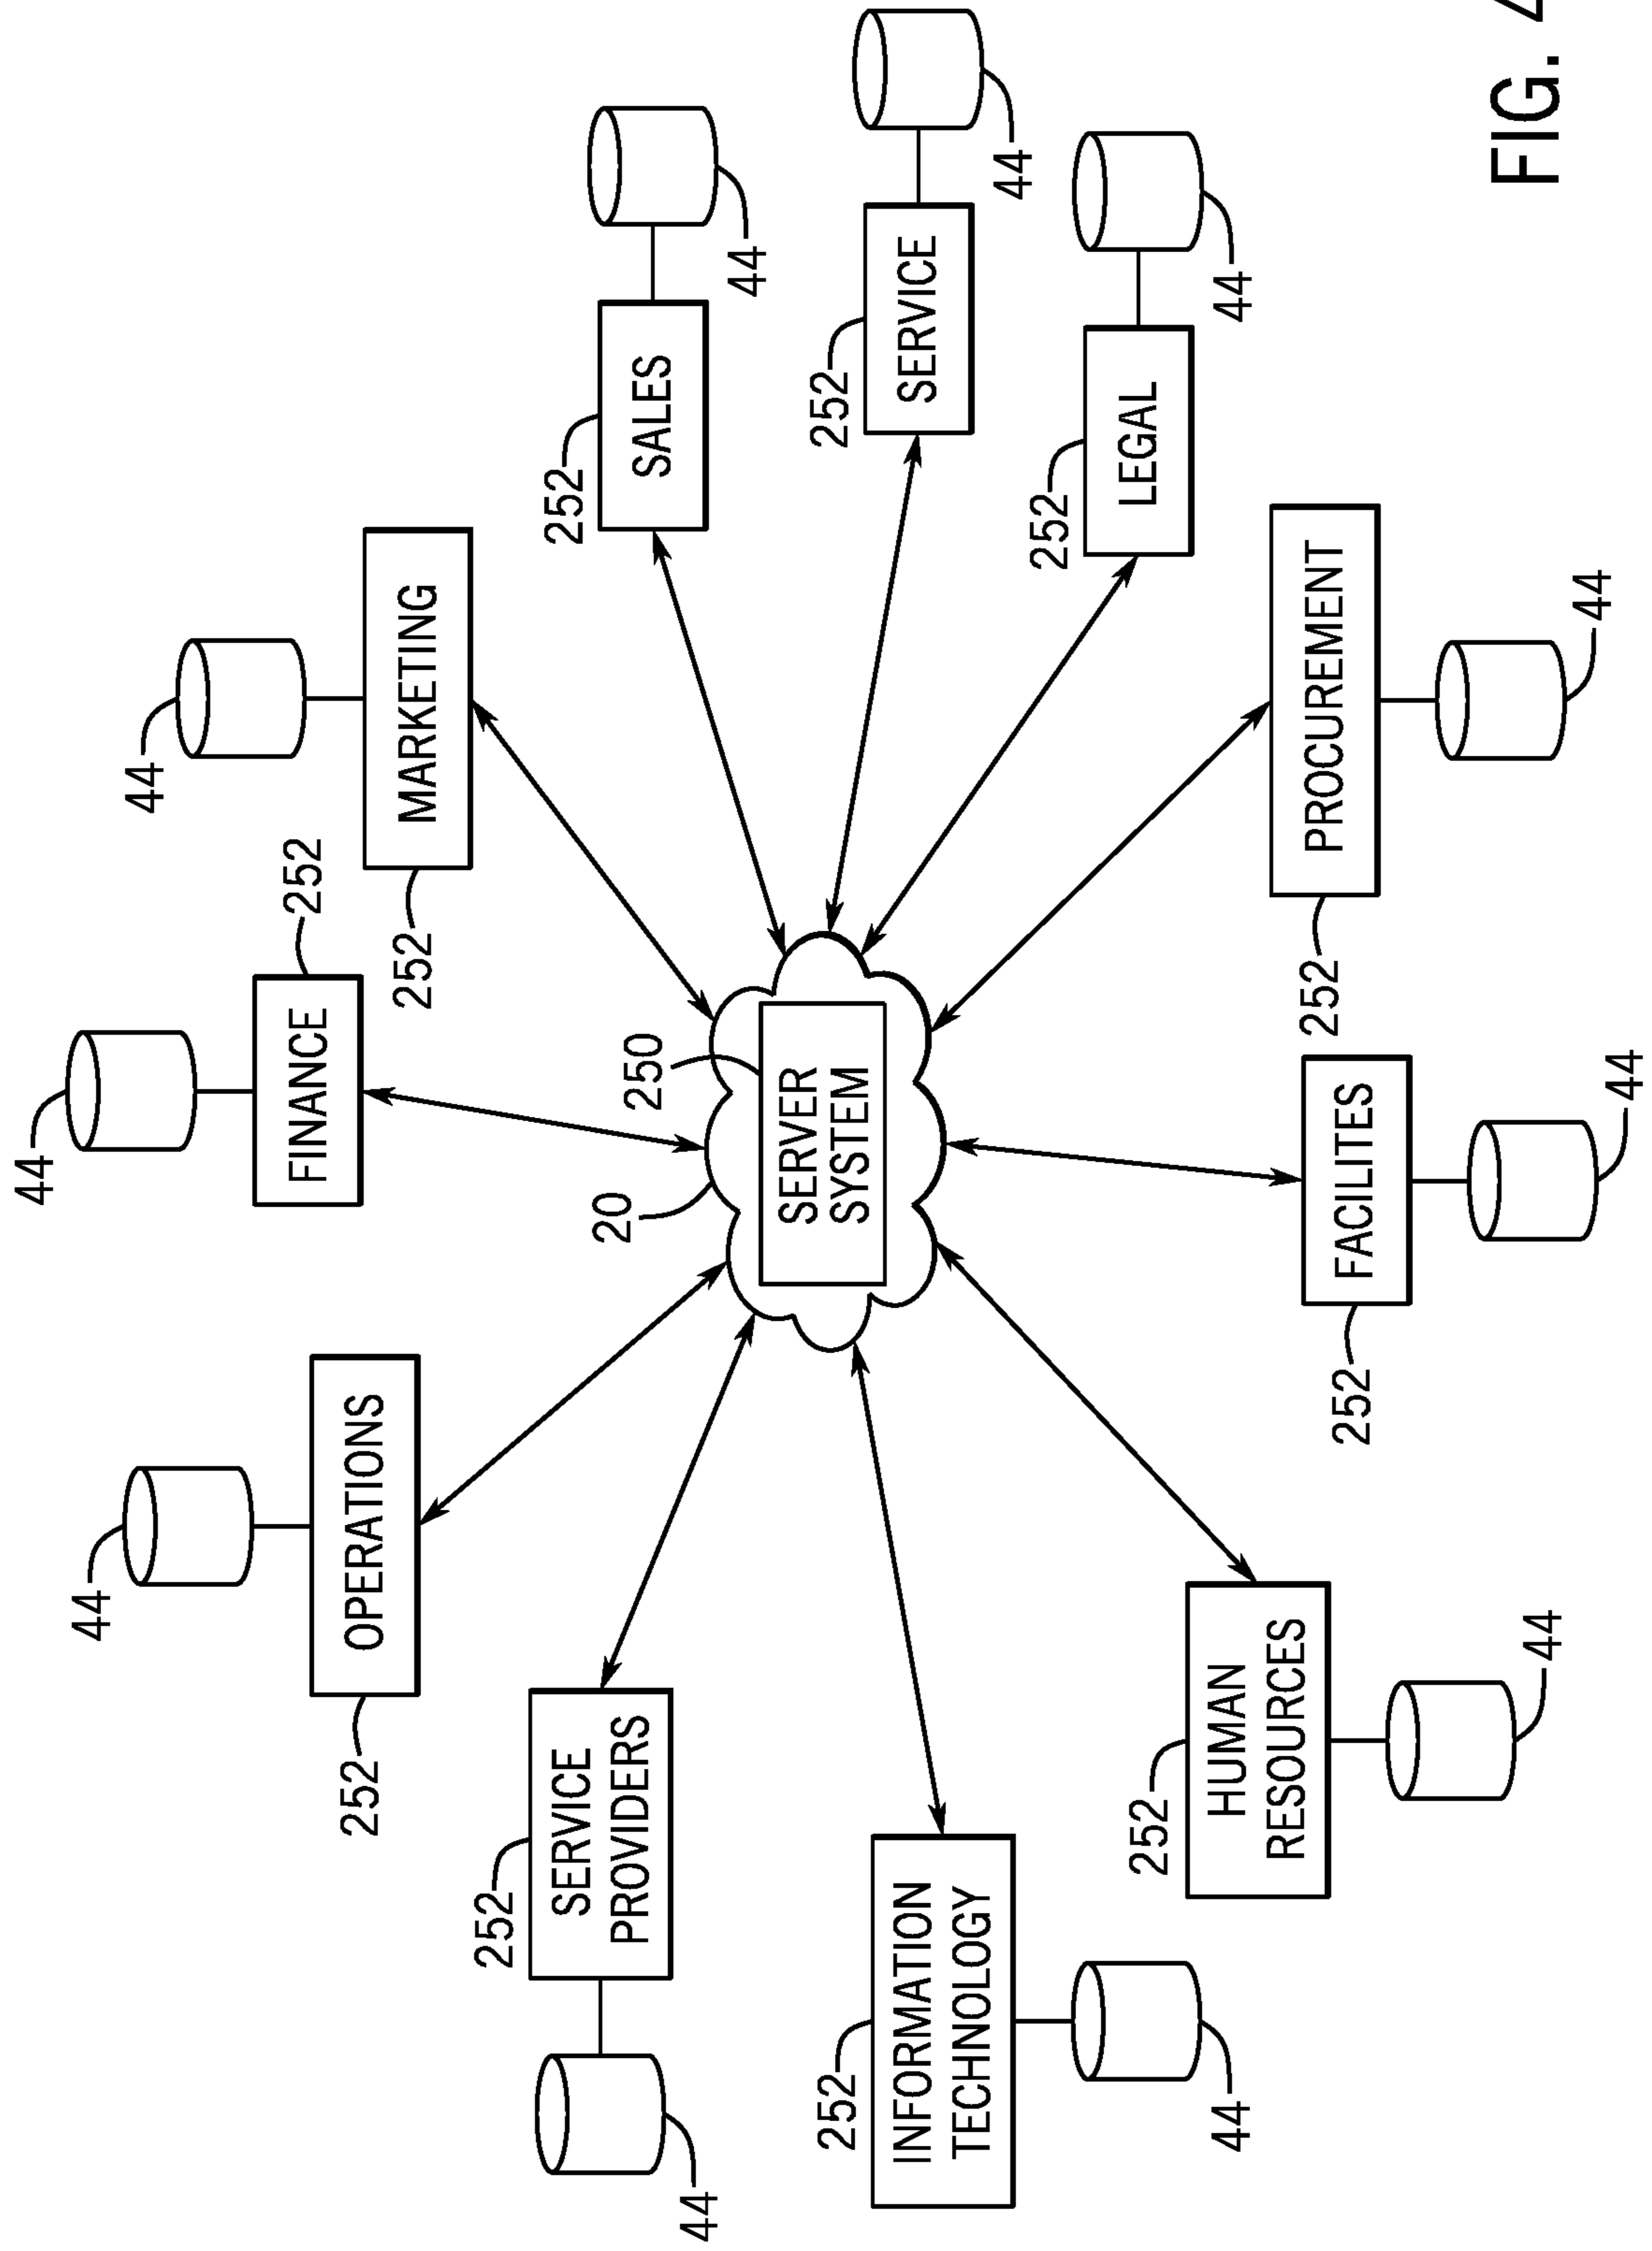 44
44
44
252
FINANCE
252
OPERATIONS
252
MARKETING
252
252
SERVICE
PROVIDERS
20
250
252
SALES
44
44
SERVER
SYSTEM
252
INFORMATION
TECHNOLOGY
252
SERVICE
44
252
LEGAL
44
252
HUMAN
RESOURCES
44
252
FACILITES
252
PROCUREMENT
44
44
44
FIG. 4